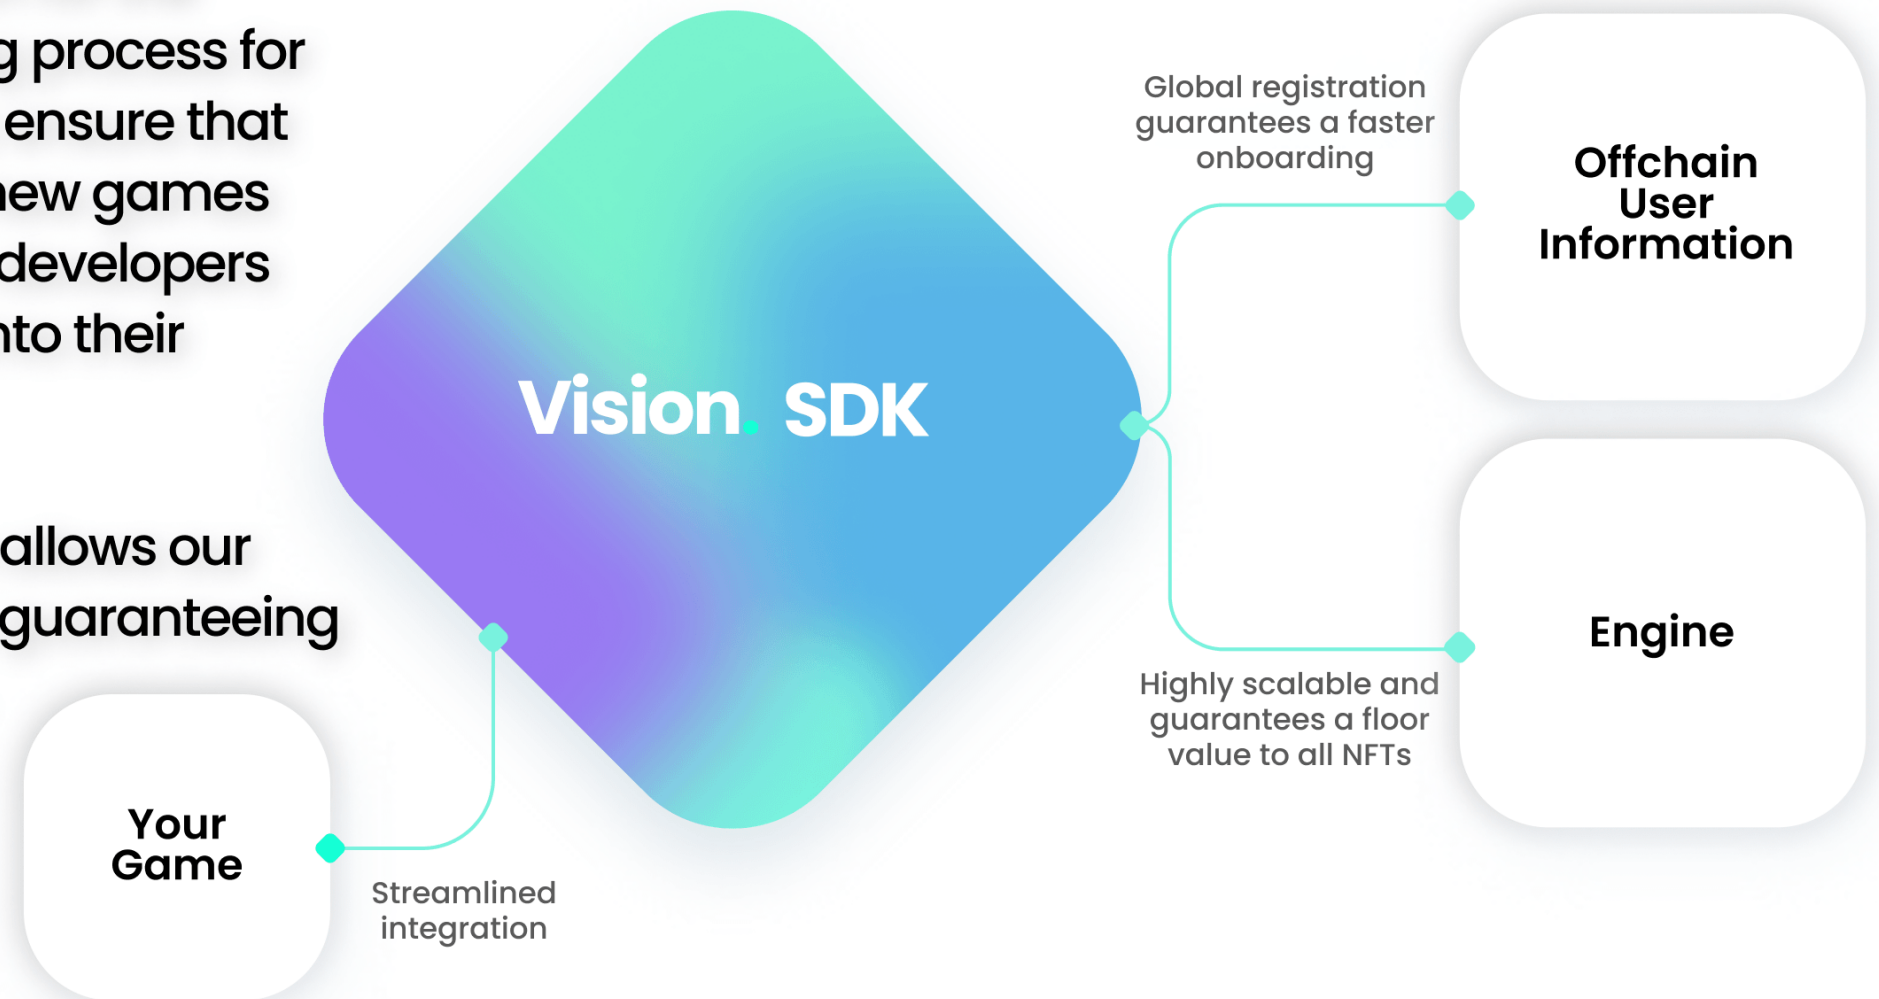 g process for
ensure that
new games
developers
nto their
allows our
guaranteeing
Vision. SDK
Global registration
guarantees a faster
onboarding
Offchain
User
Information
Highly scalable and
guarantees a floor
value to all NFTs
Engine
Your
Game
Streamlined
integration